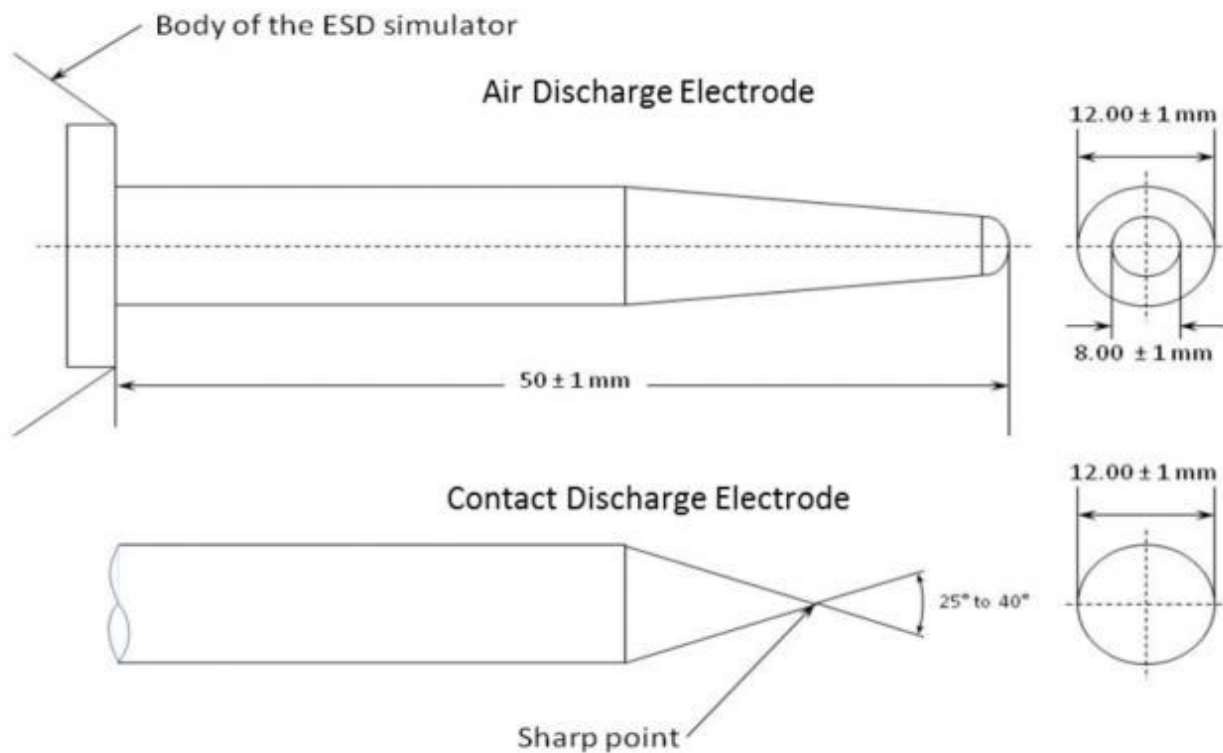 Body of the ESD simulator
Air Discharge Electrode
12.00 ± 1 mm
8.00 ± 1 mm
50 ± 1 mm
Contact Discharge Electrode
12.00 ± 1 mm
25° to 40°
Sharp point